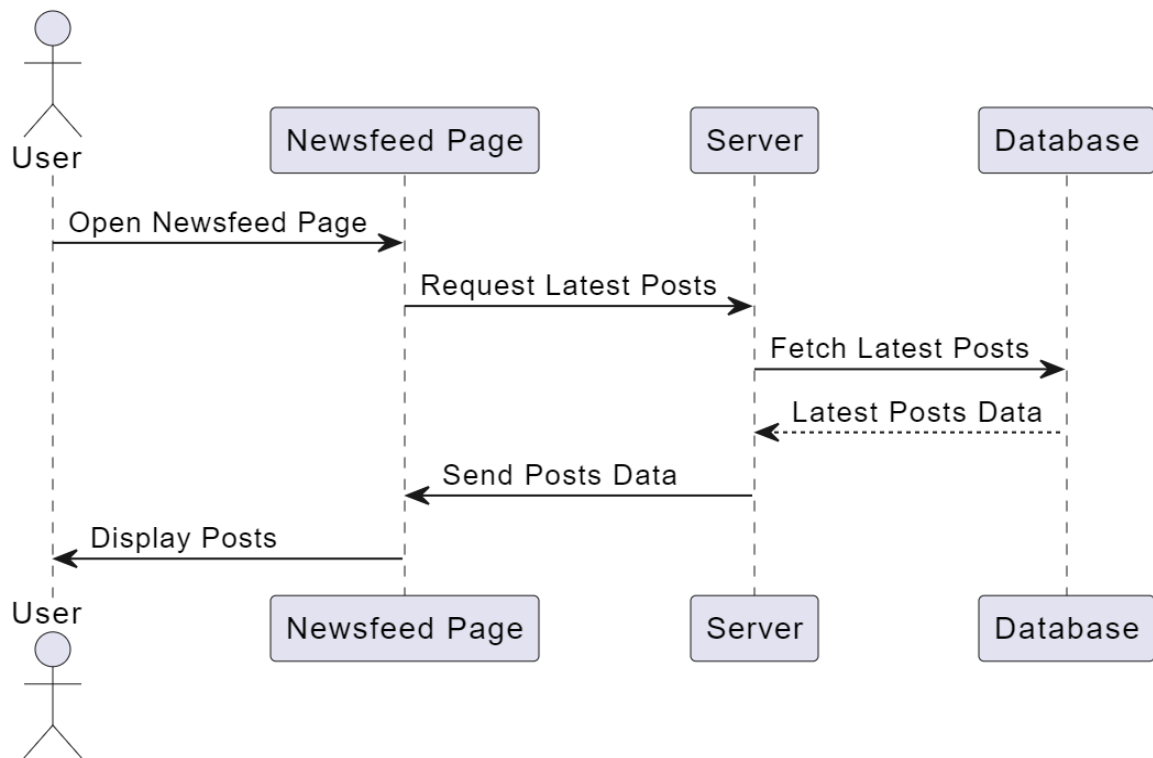 User
Newsfeed Page
Server
Database
Open Newsfeed Page
Request Latest Posts
Fetch Latest Posts
Latest Posts Data
Send Posts Data
Display Posts
User
Newsfeed Page
Server
Database